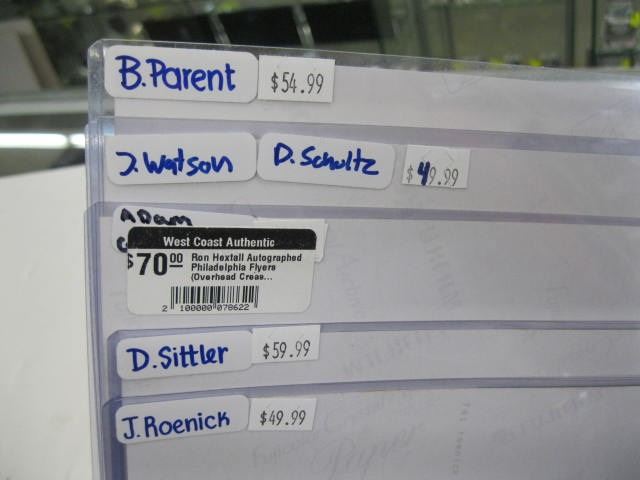 B.Parent $54.99
J.Watson D. Schultz $49.99
ADAM
West Coast Authentic
$70.00 Ron Hextall Autographed
Philadelphia Flyers
(Overhead Creas...
2 100000 078622
D.Sittler $59.99
J.Roenick $49.99